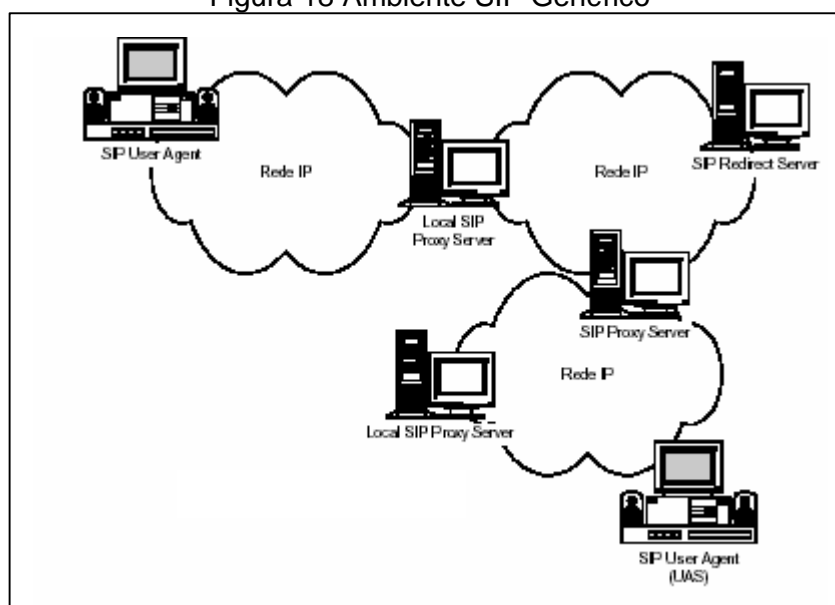 Figura 18 Ambiente SIP Genérico
SIP User Agent
Rede IP
Local SIP
Proxy Server
Rede IP
SIP Redirect Server
SIP Proxy Server
Rede IP
Local SIP Proxy Server
SIP User Agent
(UAS)